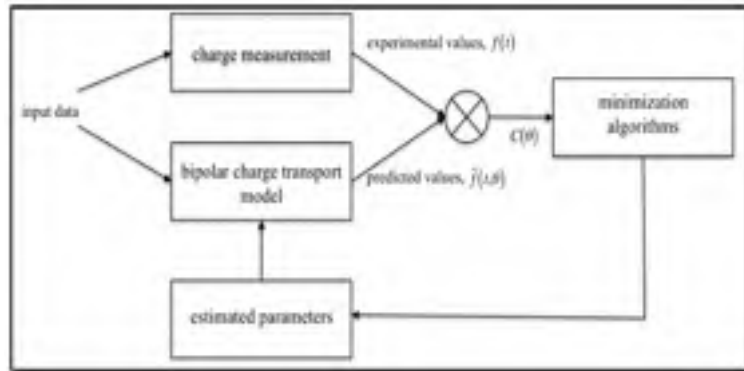 charge measurement
experimental values, f(t)
input data
minimization
algorithms
C(θ)
bipolar charge transport
model
predicted values, f̂(t,θ)
estimated parameters